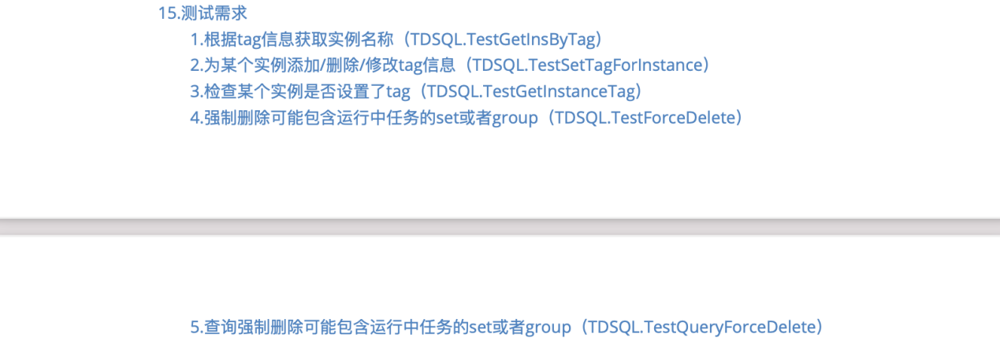 15.测试需求
1.根据tag信息获取实例名称（TDSQL.TestGetInsByTag）
2.为某个实例添加/删除/修改tag信息（TDSQL.TestSetTagForInstance）
3.检查某个实例是否设置了tag（TDSQL.TestGetInstanceTag）
4.强制删除可能包含运行中任务的set或者group（TDSQL.TestForceDelete）
5.查询强制删除可能包含运行中任务的set或者group（TDSQL.TestQueryForceDelete）